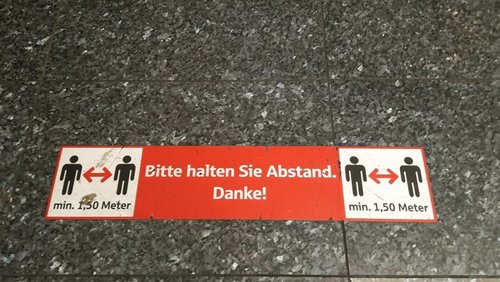 Bitte halten Sie Abstand.
Danke!
min. 1,50 Meter
min. 1,50 Meter